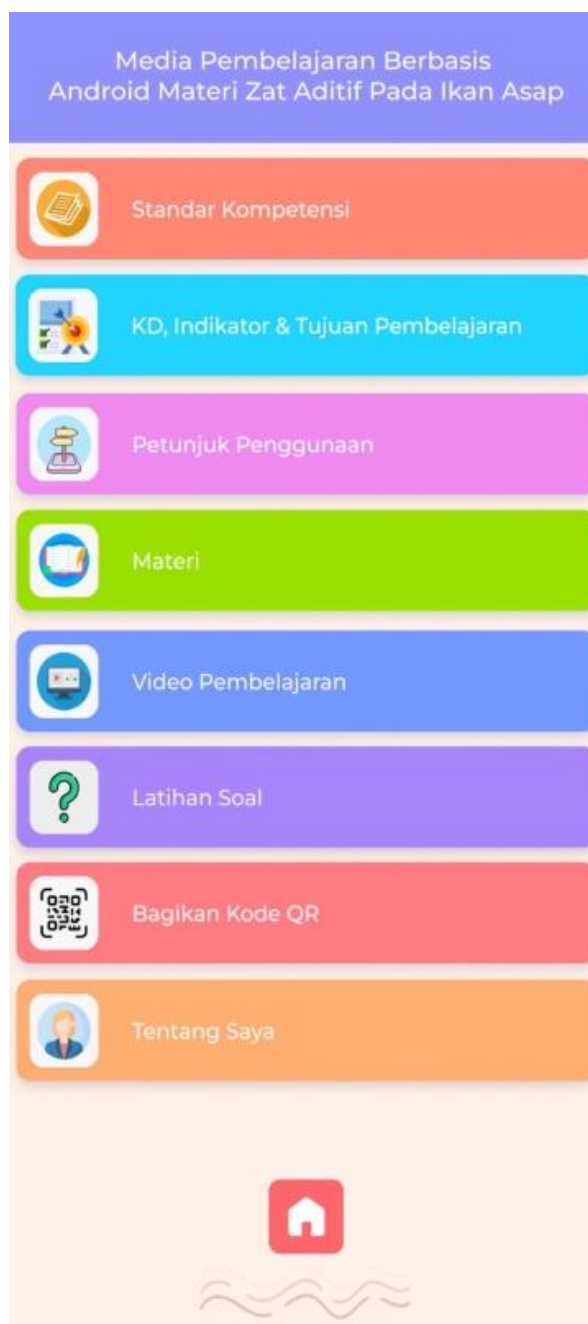 Media Pembelajaran Berbasis
Android Materi Zat Aditif Pada Ikan Asap
Standar Kompetensi
KD, Indikator & Tujuan Pembelajaran
Petunjuk Penggunaan
Materi
Video Pembelajaran
Latihan Soal
Bagikan Kode QR
Tentang Saya